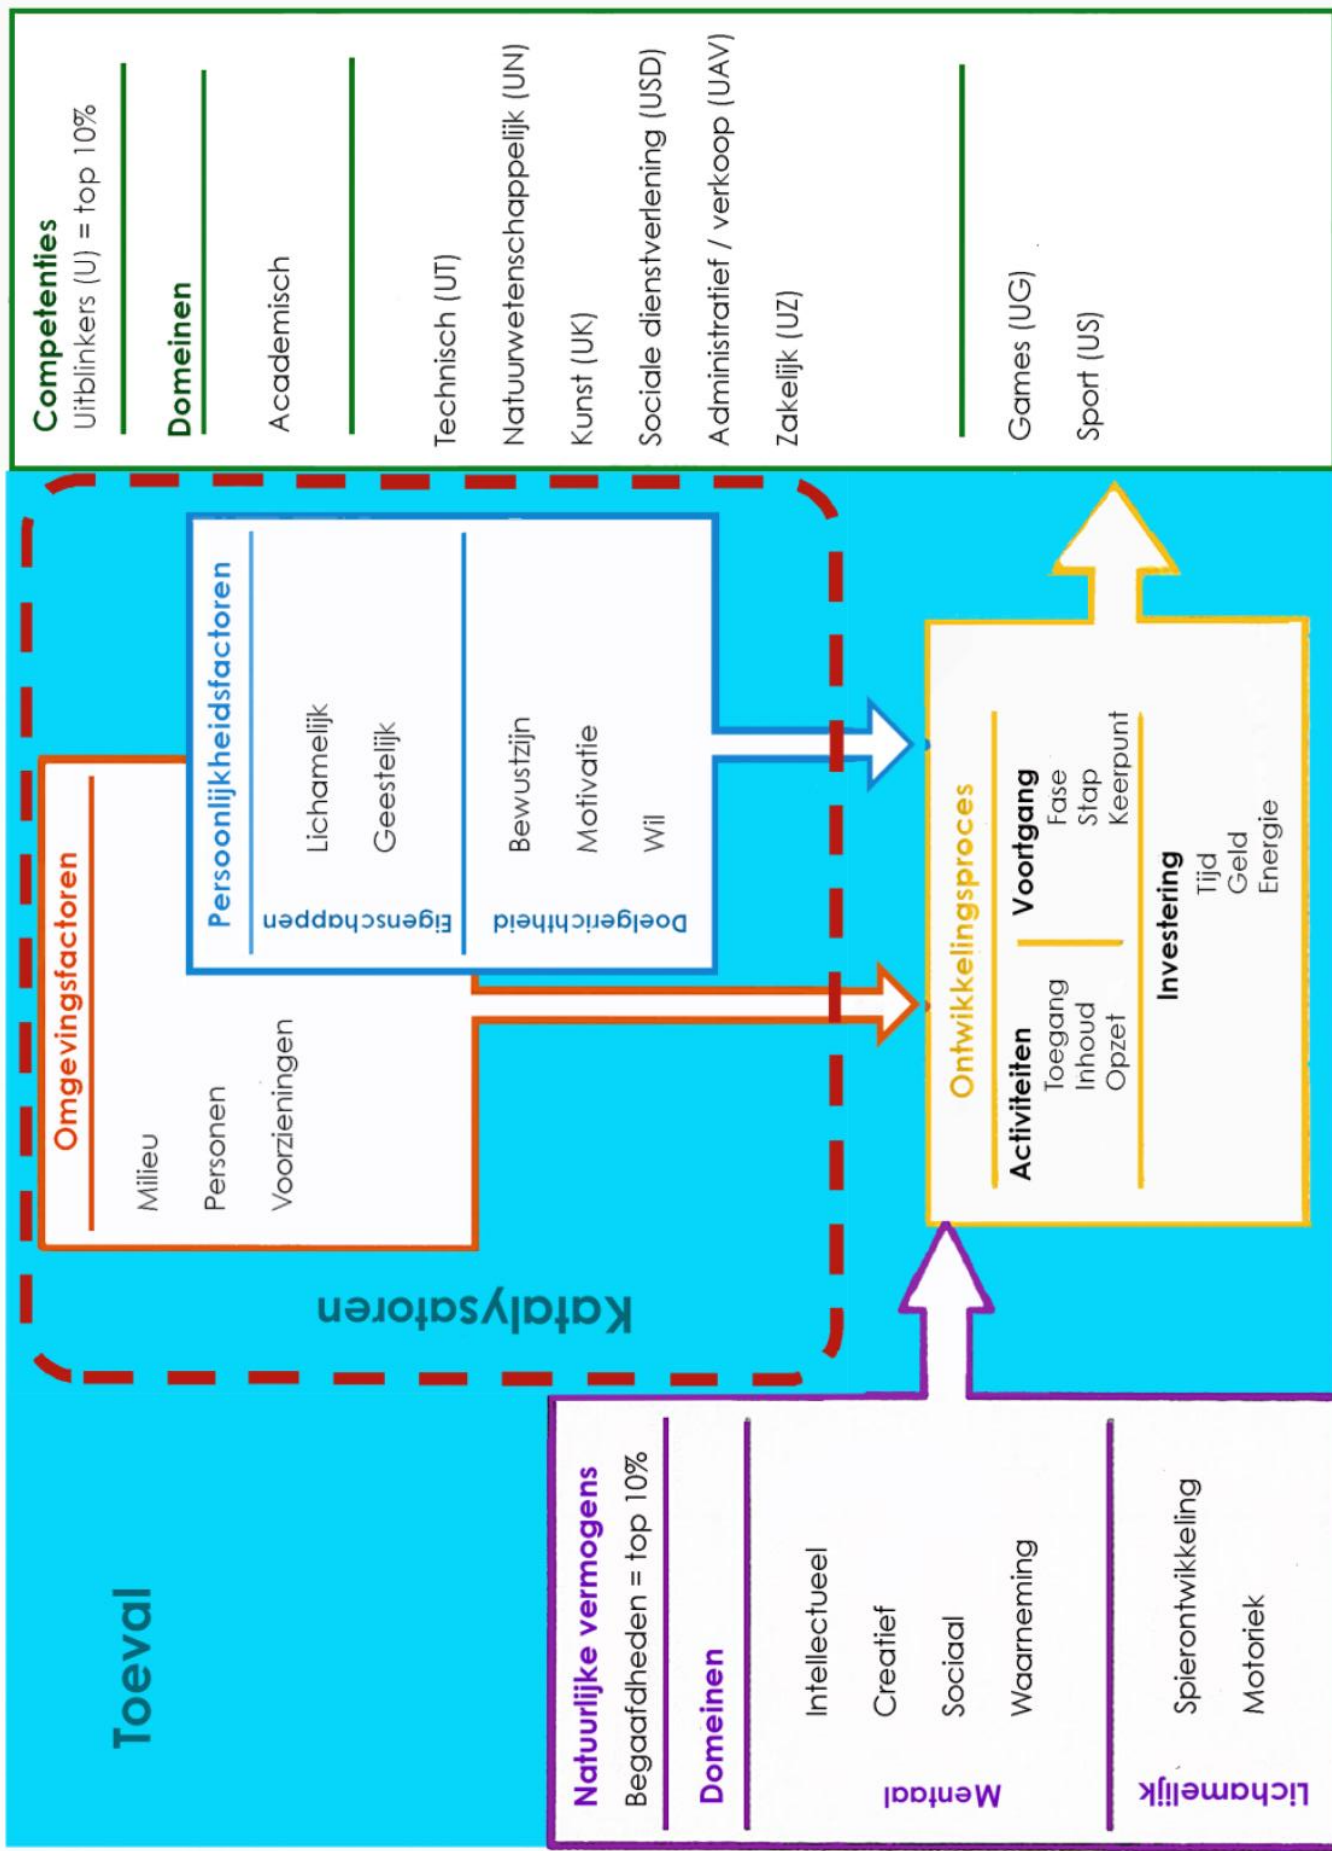 Toeval
Katalysatoren
Natuurlijke vermogens
Begaafdheden = top 10%
Domeinen
Mentaal
Intellectueel
Creatief
Sociaal
Waarneming
Lichamelijk
Spierontwikkeling
Motoriek
Omgevingsfactoren
Milieu
Personen
Voorzieningen
Persoonlijkheidsfactoren
Eigenschappen
Lichamelijk
Geestelijk
Doelgerichtheid
Bewustzijn
Motivatie
Wil
Ontwikkelingsproces
Activiteiten
Toegang
Inhoud
Opzet
Voortgang
Fase
Stap
Keerpunt
Investering
Tijd
Geld
Energie
Competenties
Uitblinkers (U) = top 10%
Domeinen
Academisch
Technisch (UT)
Natuurwetenschappelijk (UN)
Kunst (UK)
Sociale dienstverlening (USD)
Administratief / verkoop (UAV)
Zakelijk (UZ)
Games (UG)
Sport (US)